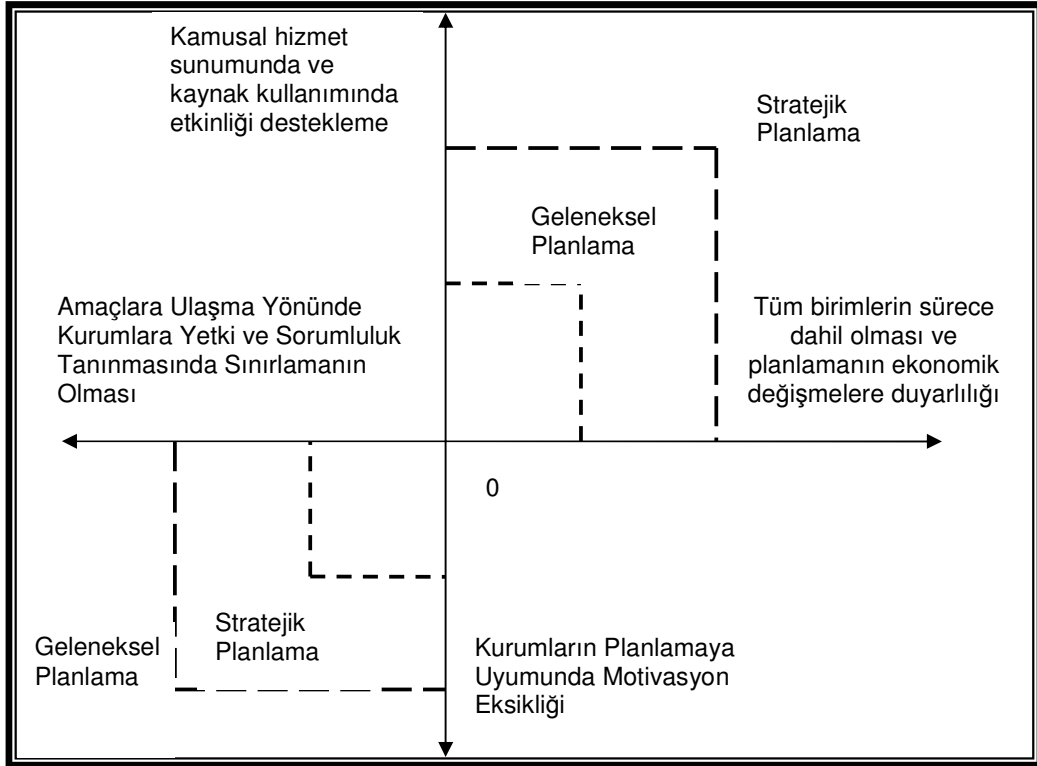 Kamusal hizmet
sunumunda ve
kaynak kullanımında
etkinliği destekleme
Stratejik
Planlama
Geleneksel
Planlama
Amaçlara Ulaşma Yönünde
Kurumlara Yetki ve Sorumluluk
Tanınmasında Sınırlamanın
Olması
Tüm birimlerin sürece
dahil olması ve
planlamanın ekonomik
değişmelere duyarlılığı
0
Geleneksel
Planlama
Stratejik
Planlama
Kurumların Planlamaya
Uyumunda Motivasyon
Eksikliği